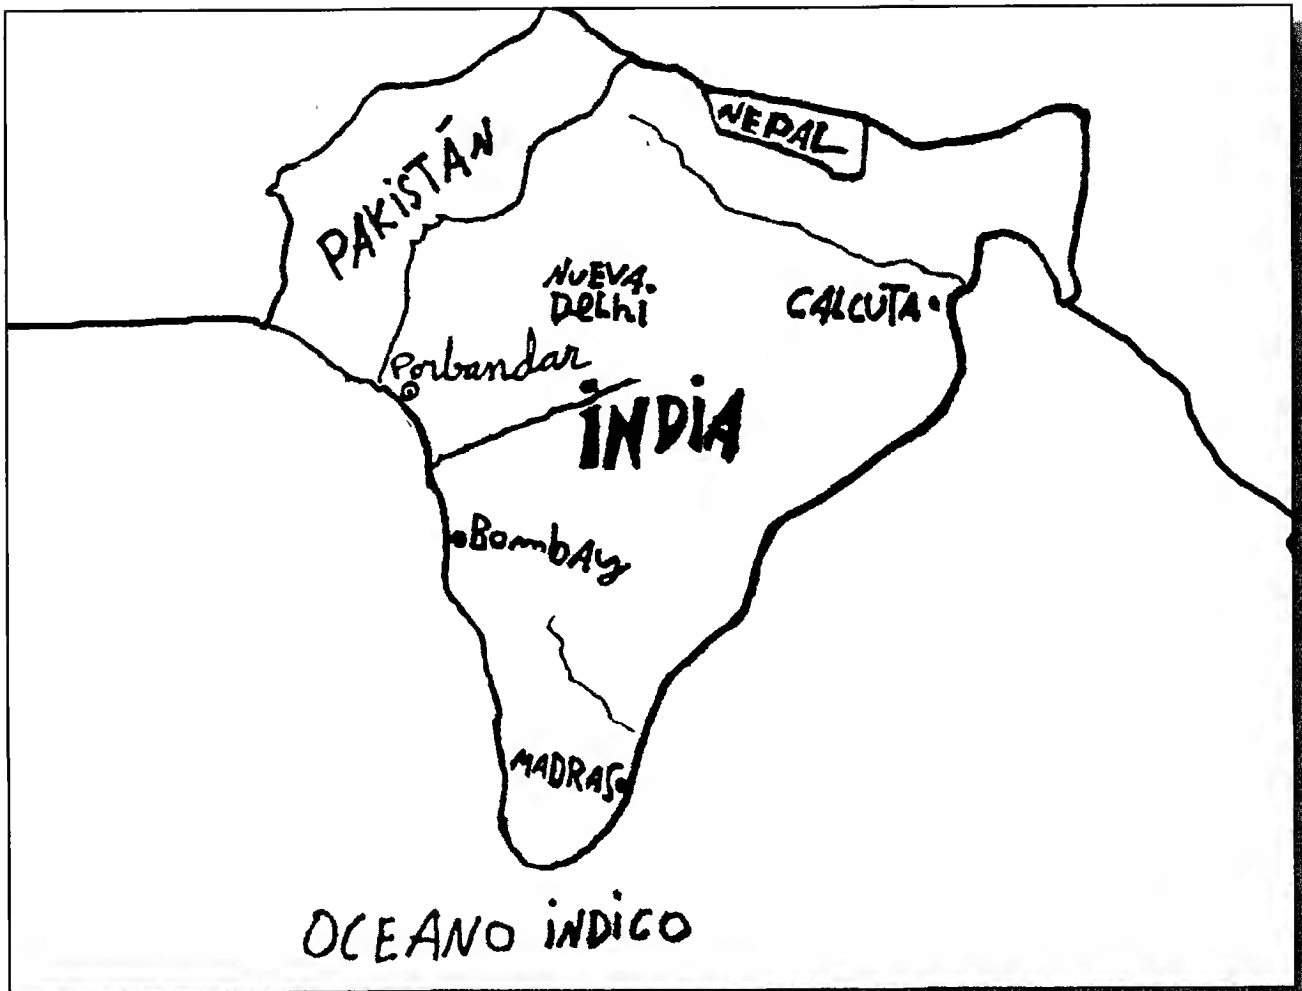 NEPAL
PAKISTÁN
NUEVA
Delhi
CALCUTA
Porbandar
INDIA
Bombay
MADRAS
OCEANO INDICO